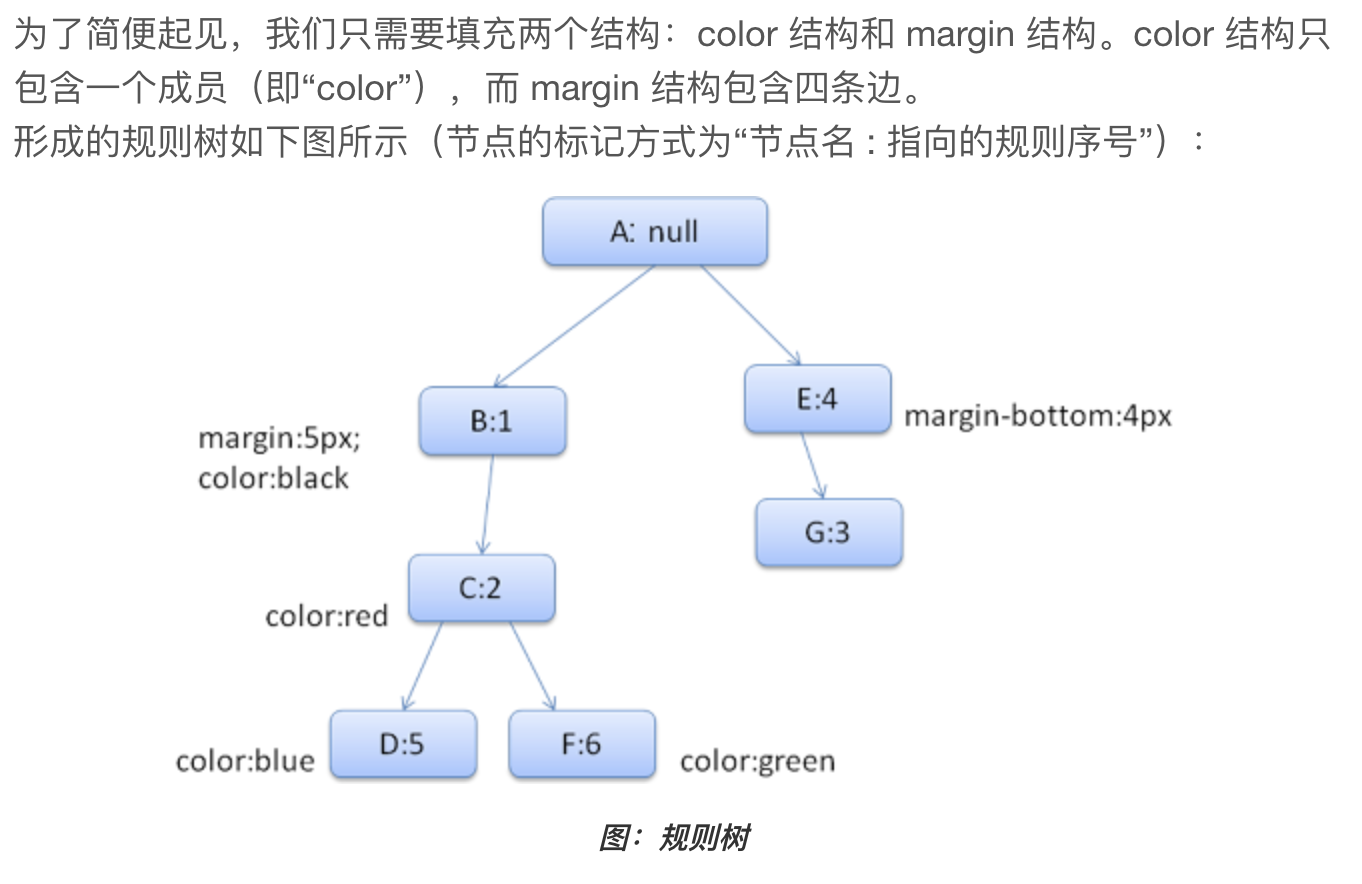 为了简便起见，我们只需要填充两个结构：color 结构和 margin 结构。color 结构只
包含一个成员（即“color”），而 margin 结构包含四条边。
形成的规则树如下图所示（节点的标记方式为“节点名 : 指向的规则序号”）：
A: null
B:1
E:4
margin-bottom:4px
margin:5px;
color:black
G:3
C:2
color:red
D:5
F:6
color:blue
color:green
图：规则树